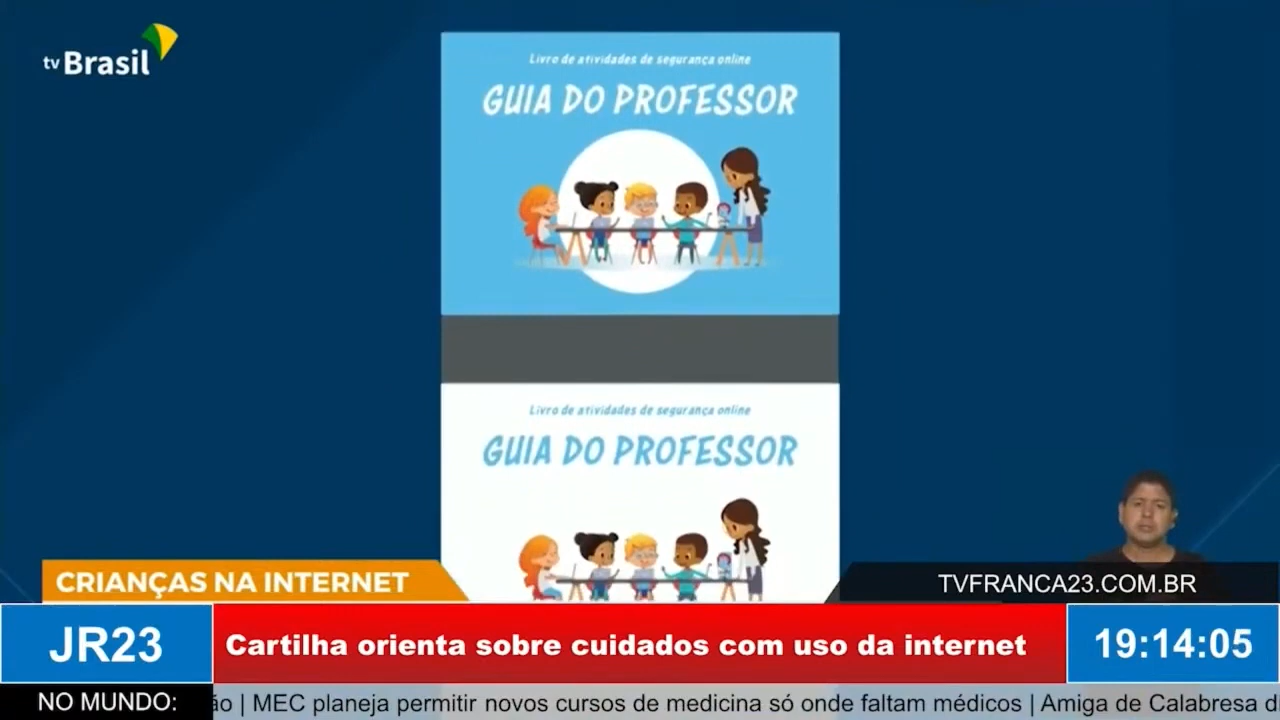 tv Brasil
Livro de atividades de segurança online
GUIA DO PROFESSOR
Livro de atividades de segurança online
GUIA DO PROFESSOR
CRIANÇAS NA INTERNET
TVFRANCA23.COM.BR
JR23
Cartilha orienta sobre cuidados com uso da internet
19:14:05
NO MUNDO:
ão | MEC planeja permitir novos cursos de medicina só onde faltam médicos | Amiga de Calabresa d